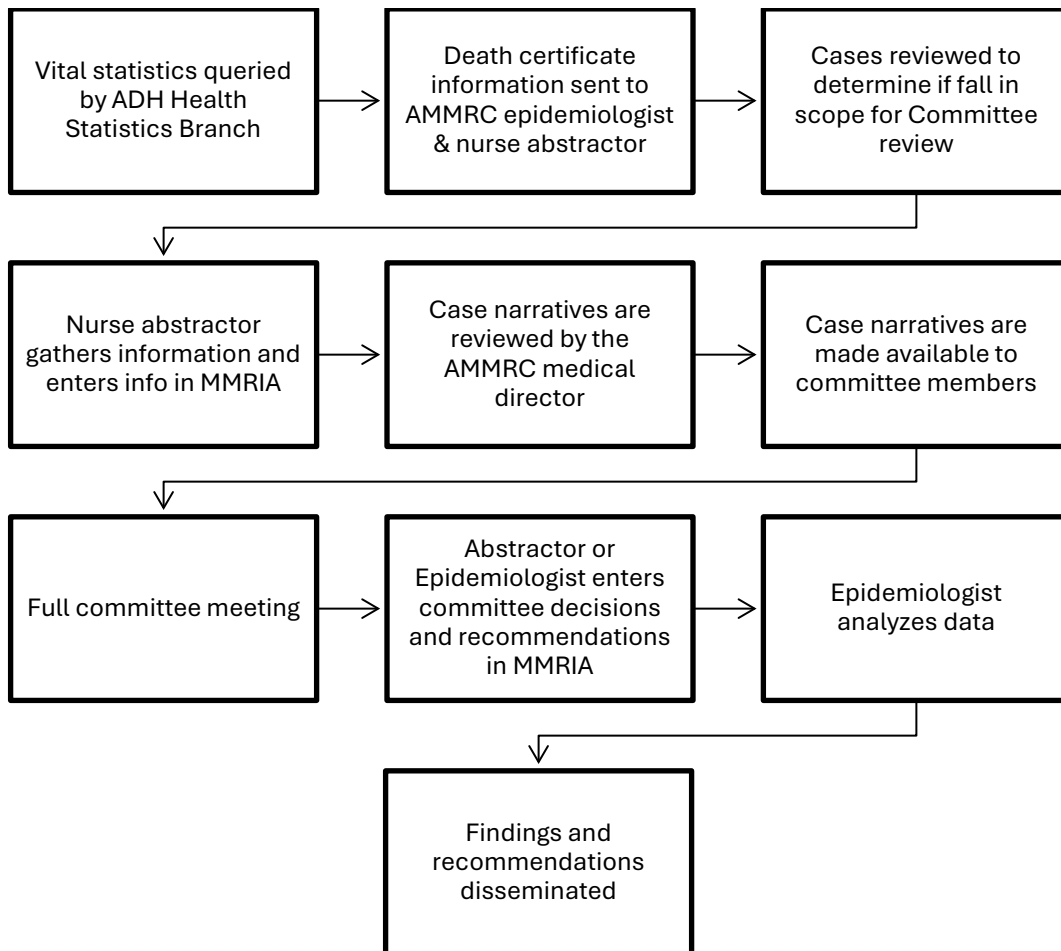 Vital statistics queried
by ADH Health
Statistics Branch
Death certificate
information sent to
AMMRC epidemiologist
& nurse abstractor
Cases reviewed to
determine if fall in
scope for Committee
review
Nurse abstractor
gathers information and
enters info in MMRIA
Case narratives are
reviewed by the
AMMRC medical
director
Case narratives are
made available to
committee members
Full committee meeting
Abstractor or
Epidemiologist enters
committee decisions
and recommendations
in MMRIA
Epidemiologist
analyzes data
Findings and
recommendations
disseminated